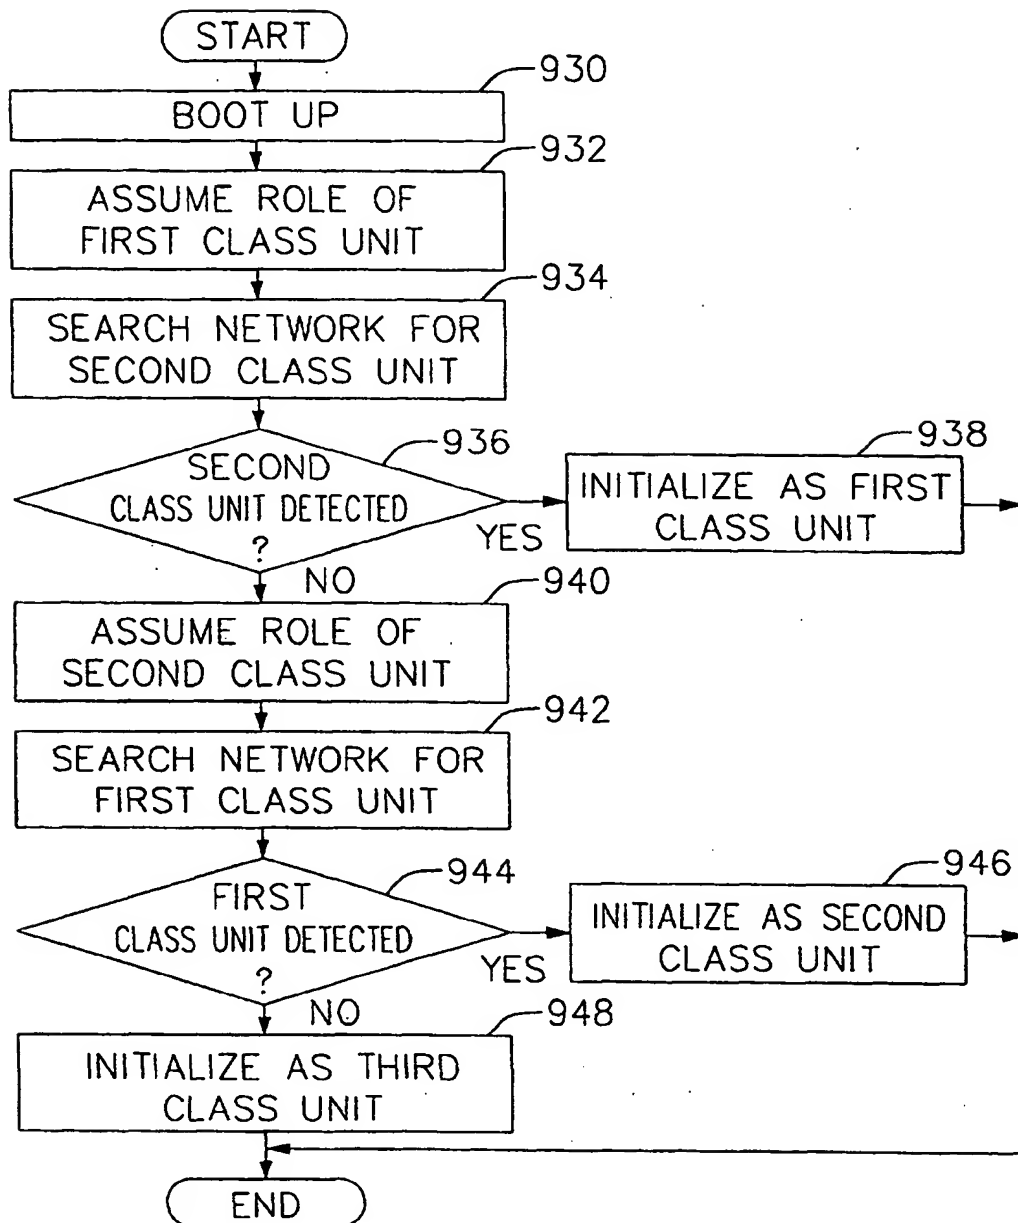 START
930
BOOT UP
932
ASSUME ROLE OF
FIRST CLASS UNIT
934
SEARCH NETWORK FOR
SECOND CLASS UNIT
936
SECOND
CLASS UNIT DETECTED
?
YES
938
INITIALIZE AS FIRST
CLASS UNIT
NO
940
ASSUME ROLE OF
SECOND CLASS UNIT
942
SEARCH NETWORK FOR
FIRST CLASS UNIT
944
FIRST
CLASS UNIT DETECTED
?
YES
946
INITIALIZE AS SECOND
CLASS UNIT
NO
948
INITIALIZE AS THIRD
CLASS UNIT
END